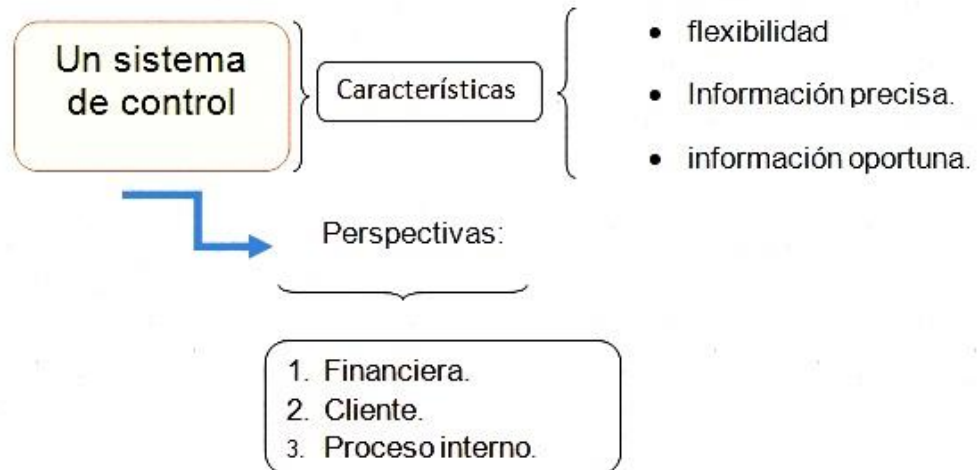 Un sistema
de control
Características
• flexibilidad
• Información precisa.
• información oportuna.
Perspectivas:
1. Financiera.
2. Cliente.
3. Proceso interno.